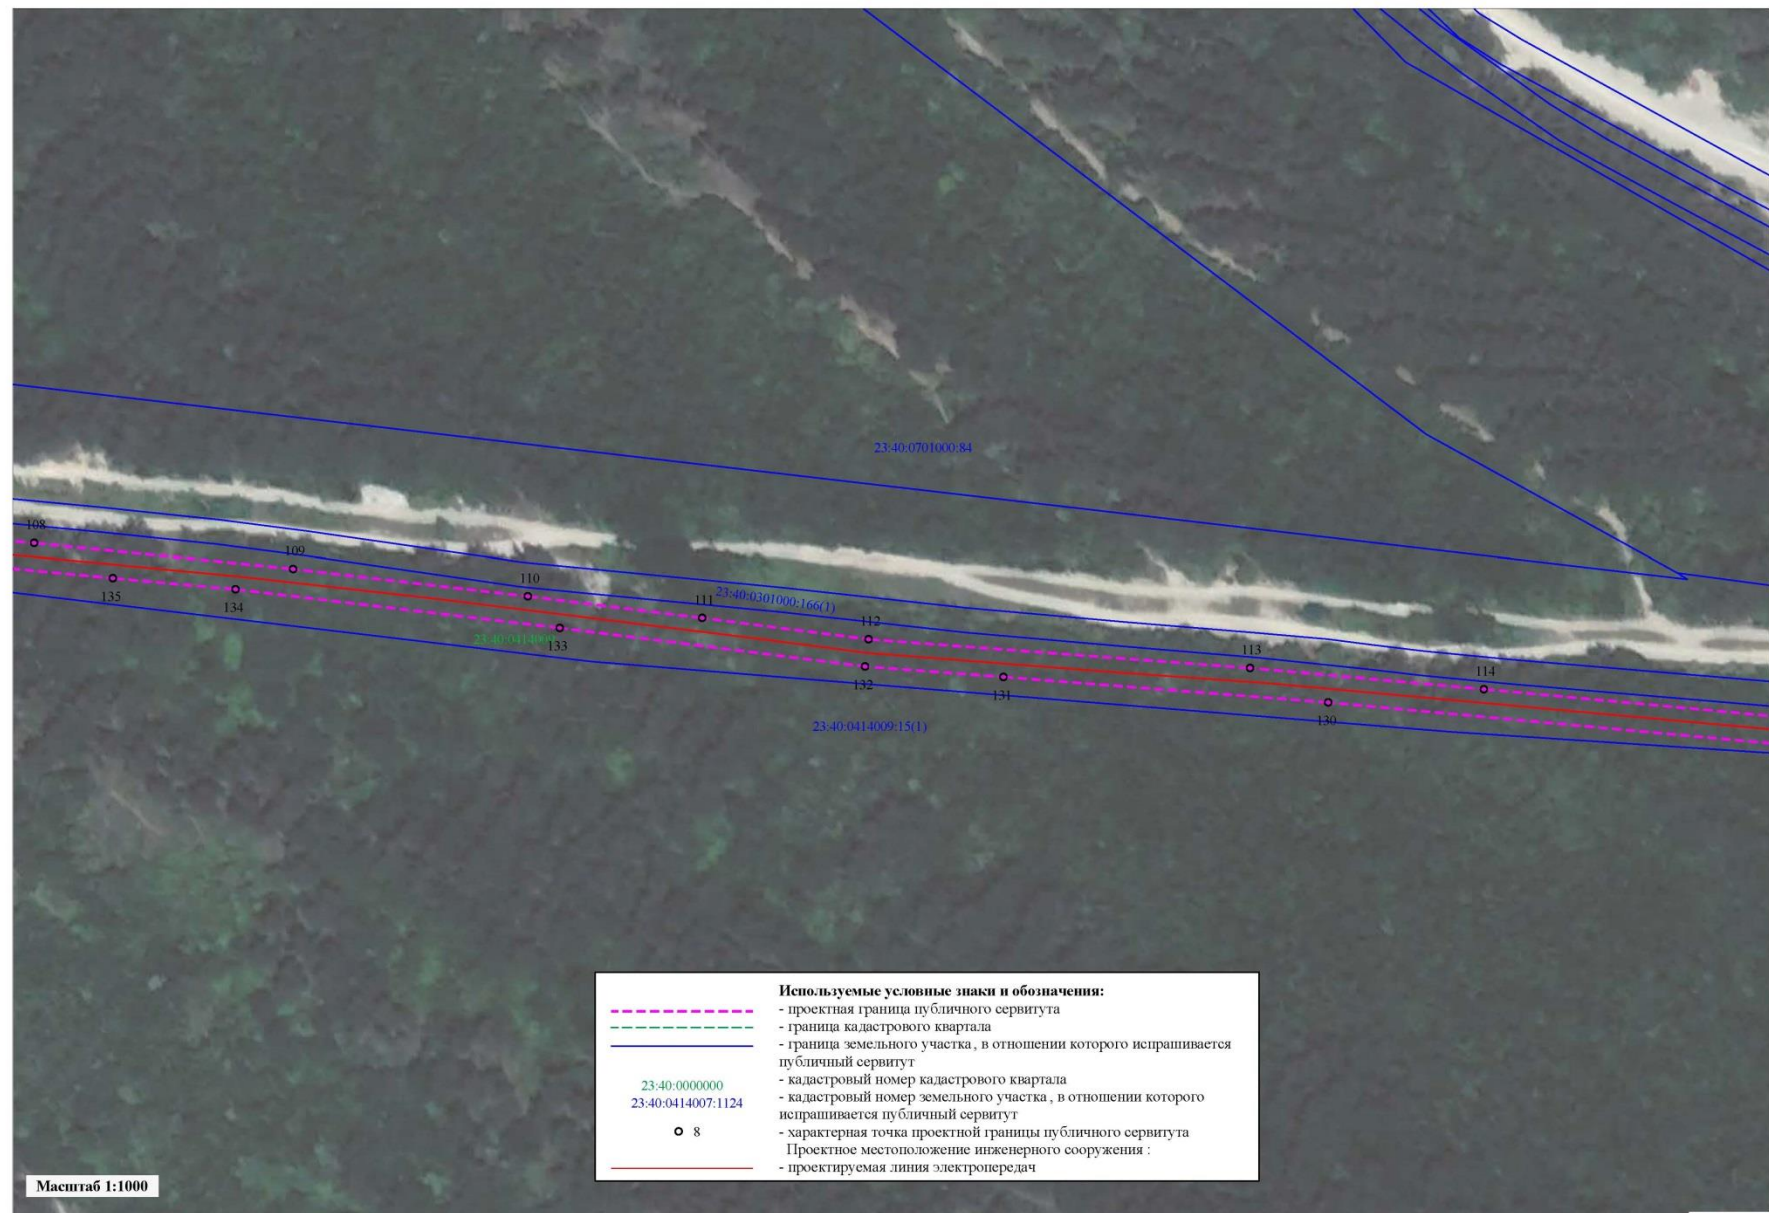 23:40:0701000:84
108
109
110
111
23:40:0301000:166(1)
112
113
114
135
134
23:40:0414009
133
132
131
130
23:40:0414009:15(1)
Используемые условные знаки и обозначения:
- проектная граница публичного сервитута
- граница кадастрового квартала
- граница земельного участка, в отношении которого испрашивается
публичный сервитут
23:40:0000000 - кадастровый номер кадастрового квартала
23:40:0414007:1124 - кадастровый номер земельного участка, в отношении которого
испрашивается публичный сервитут
8 - характерная точка проектной границы публичного сервитута
Проектное местоположение инженерного сооружения :
- проектируемая линия электропередач
Масштаб 1:1000